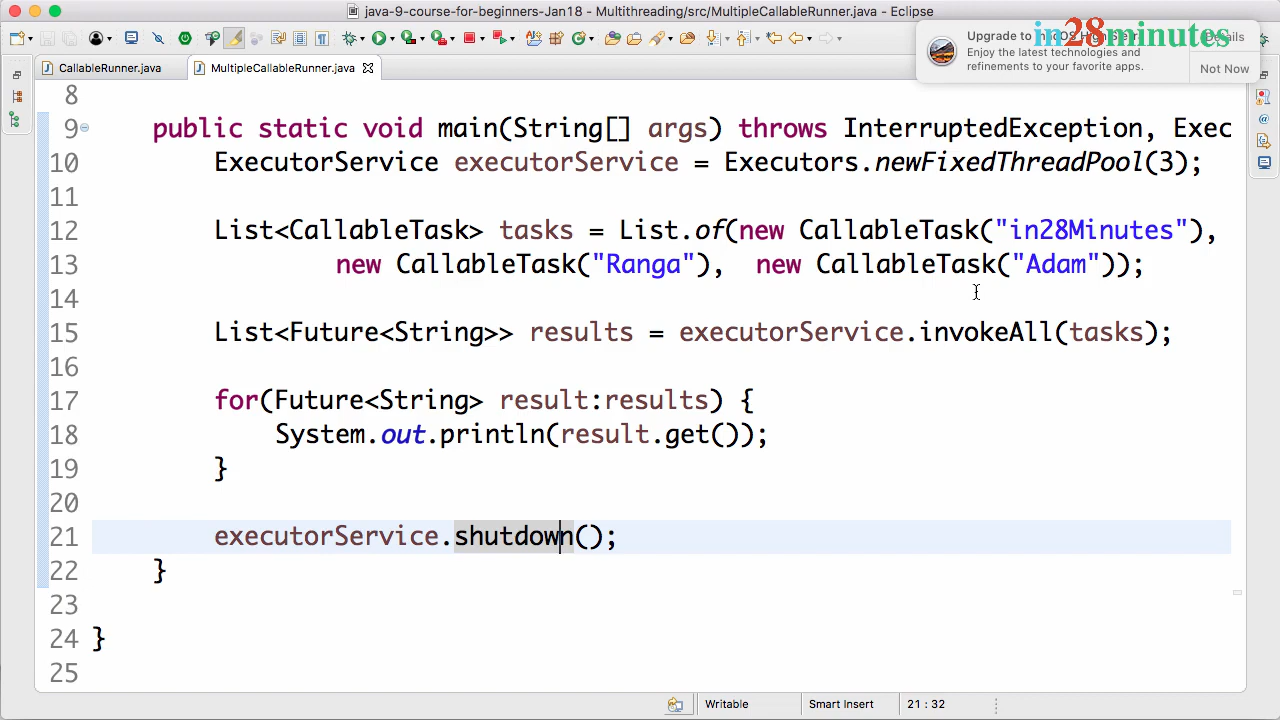 java-9-course-for-beginners-Jan18 - Multithreading/src/MultipleCallableRunner.java - Eclipse
in28minutes
Upgrade to
Enjoy the latest technologies and
refinements to your favorite apps.
Not Now
CallableRunner.java
MultipleCallableRunner.java
8
9 public static void main(String[] args) throws InterruptedException, Exec
10 ExecutorService executorService = Executors.newFixedThreadPool(3);
11
12 List<CallableTask> tasks = List.of(new CallableTask("in28Minutes"),
13 new CallableTask("Ranga"), new CallableTask("Adam"));
14
15 List<Future<String>> results = executorService.invokeAll(tasks);
16
17 for(Future<String> result:results) {
18 System.out.println(result.get());
19 }
20
21 executorService.shutdown();
22 }
23
24 }
25
Writable
Smart Insert
21 : 32